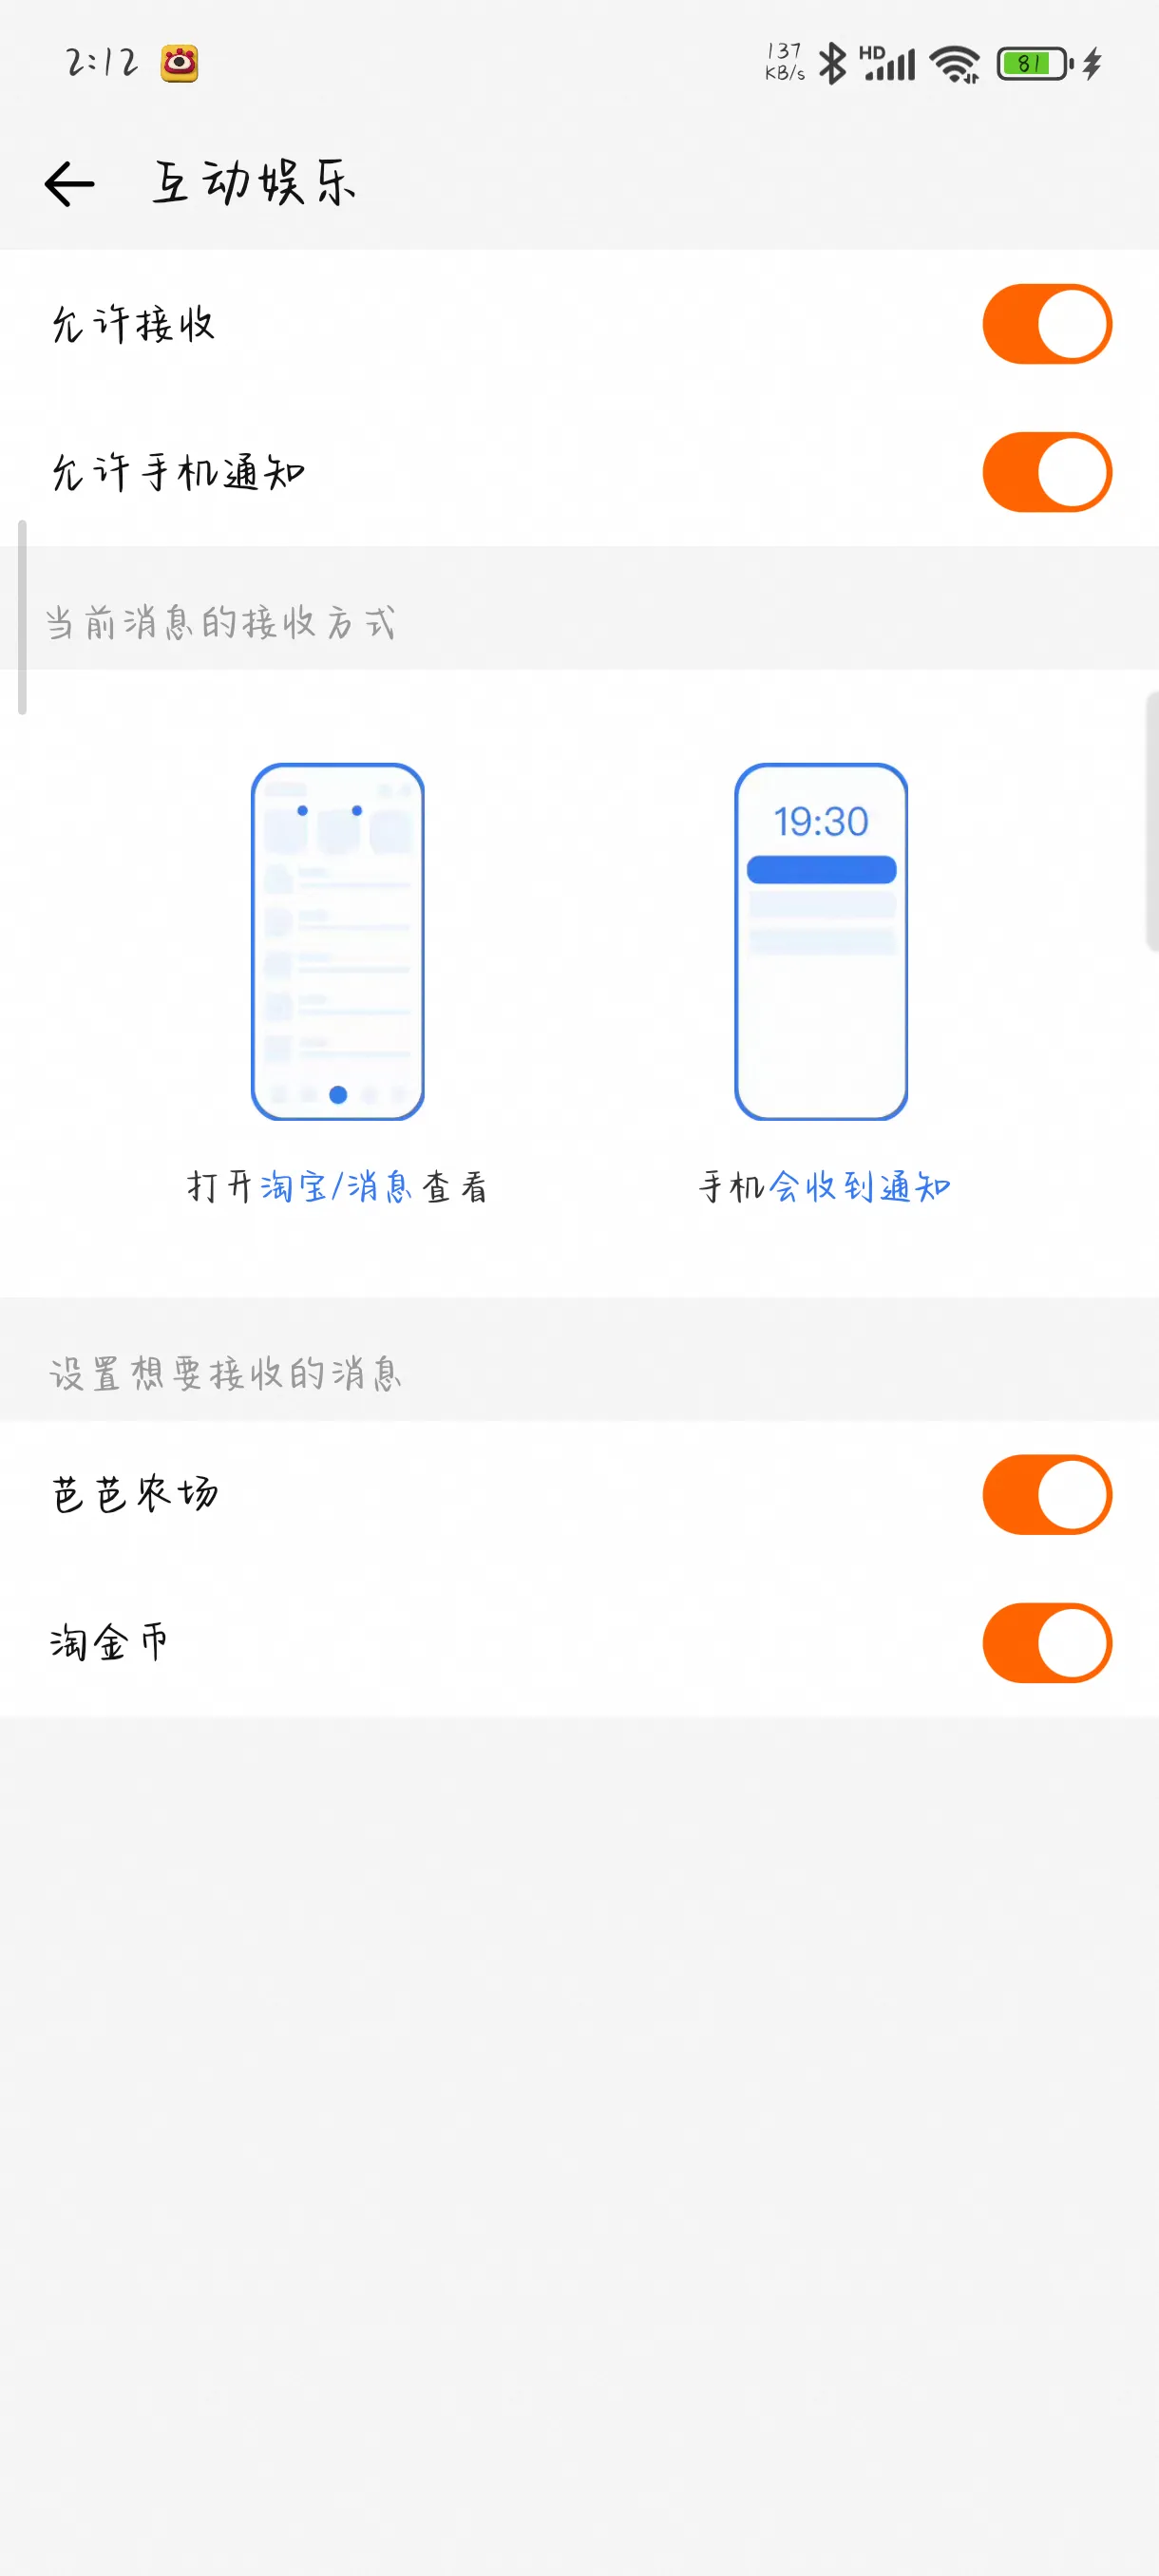 2:12
137
KB/s
HD
81
互动娱乐
允许接收
允许手机通知
当前消息的接收方式
19:30
打开淘宝/消息查看
手机会收到通知
设置想要接收的消息
芭芭农场
淘金币